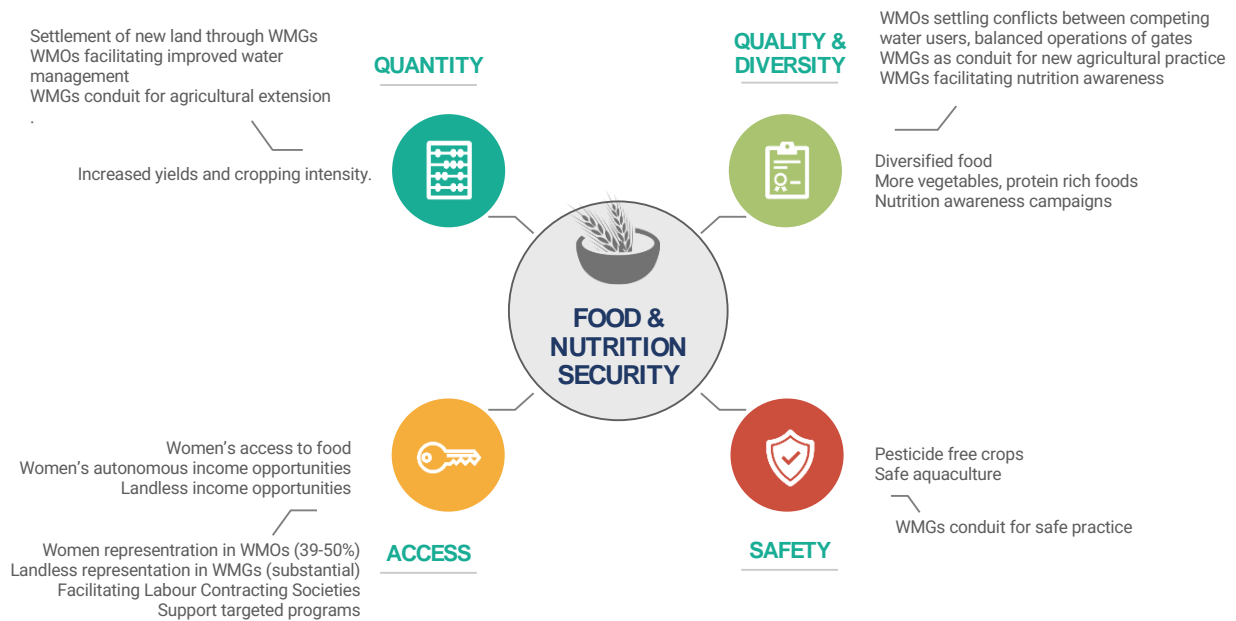 Settlement of new land through WMGs
WMOs facilitating improved water
management
WMGs conduit for agricultural extension
.
QUANTITY
Increased yields and cropping intensity.
QUALITY &
DIVERSITY
WMOs settling conflicts between competing
water users, balanced operations of gates
WMGs as conduit for new agricultural practice
WMGs facilitating nutrition awareness
Diversified food
More vegetables, protein rich foods
Nutrition awareness campaigns
FOOD &
NUTRITION
SECURITY
Women’s access to food
Women’s autonomous income opportunities
Landless income opportunities
Women representration in WMOs (39-50%)
Landless representation in WMGs (substantial)
Facilitating Labour Contracting Societies
Support targeted programs
ACCESS
Pesticide free crops
Safe aquaculture
WMGs conduit for safe practice
SAFETY